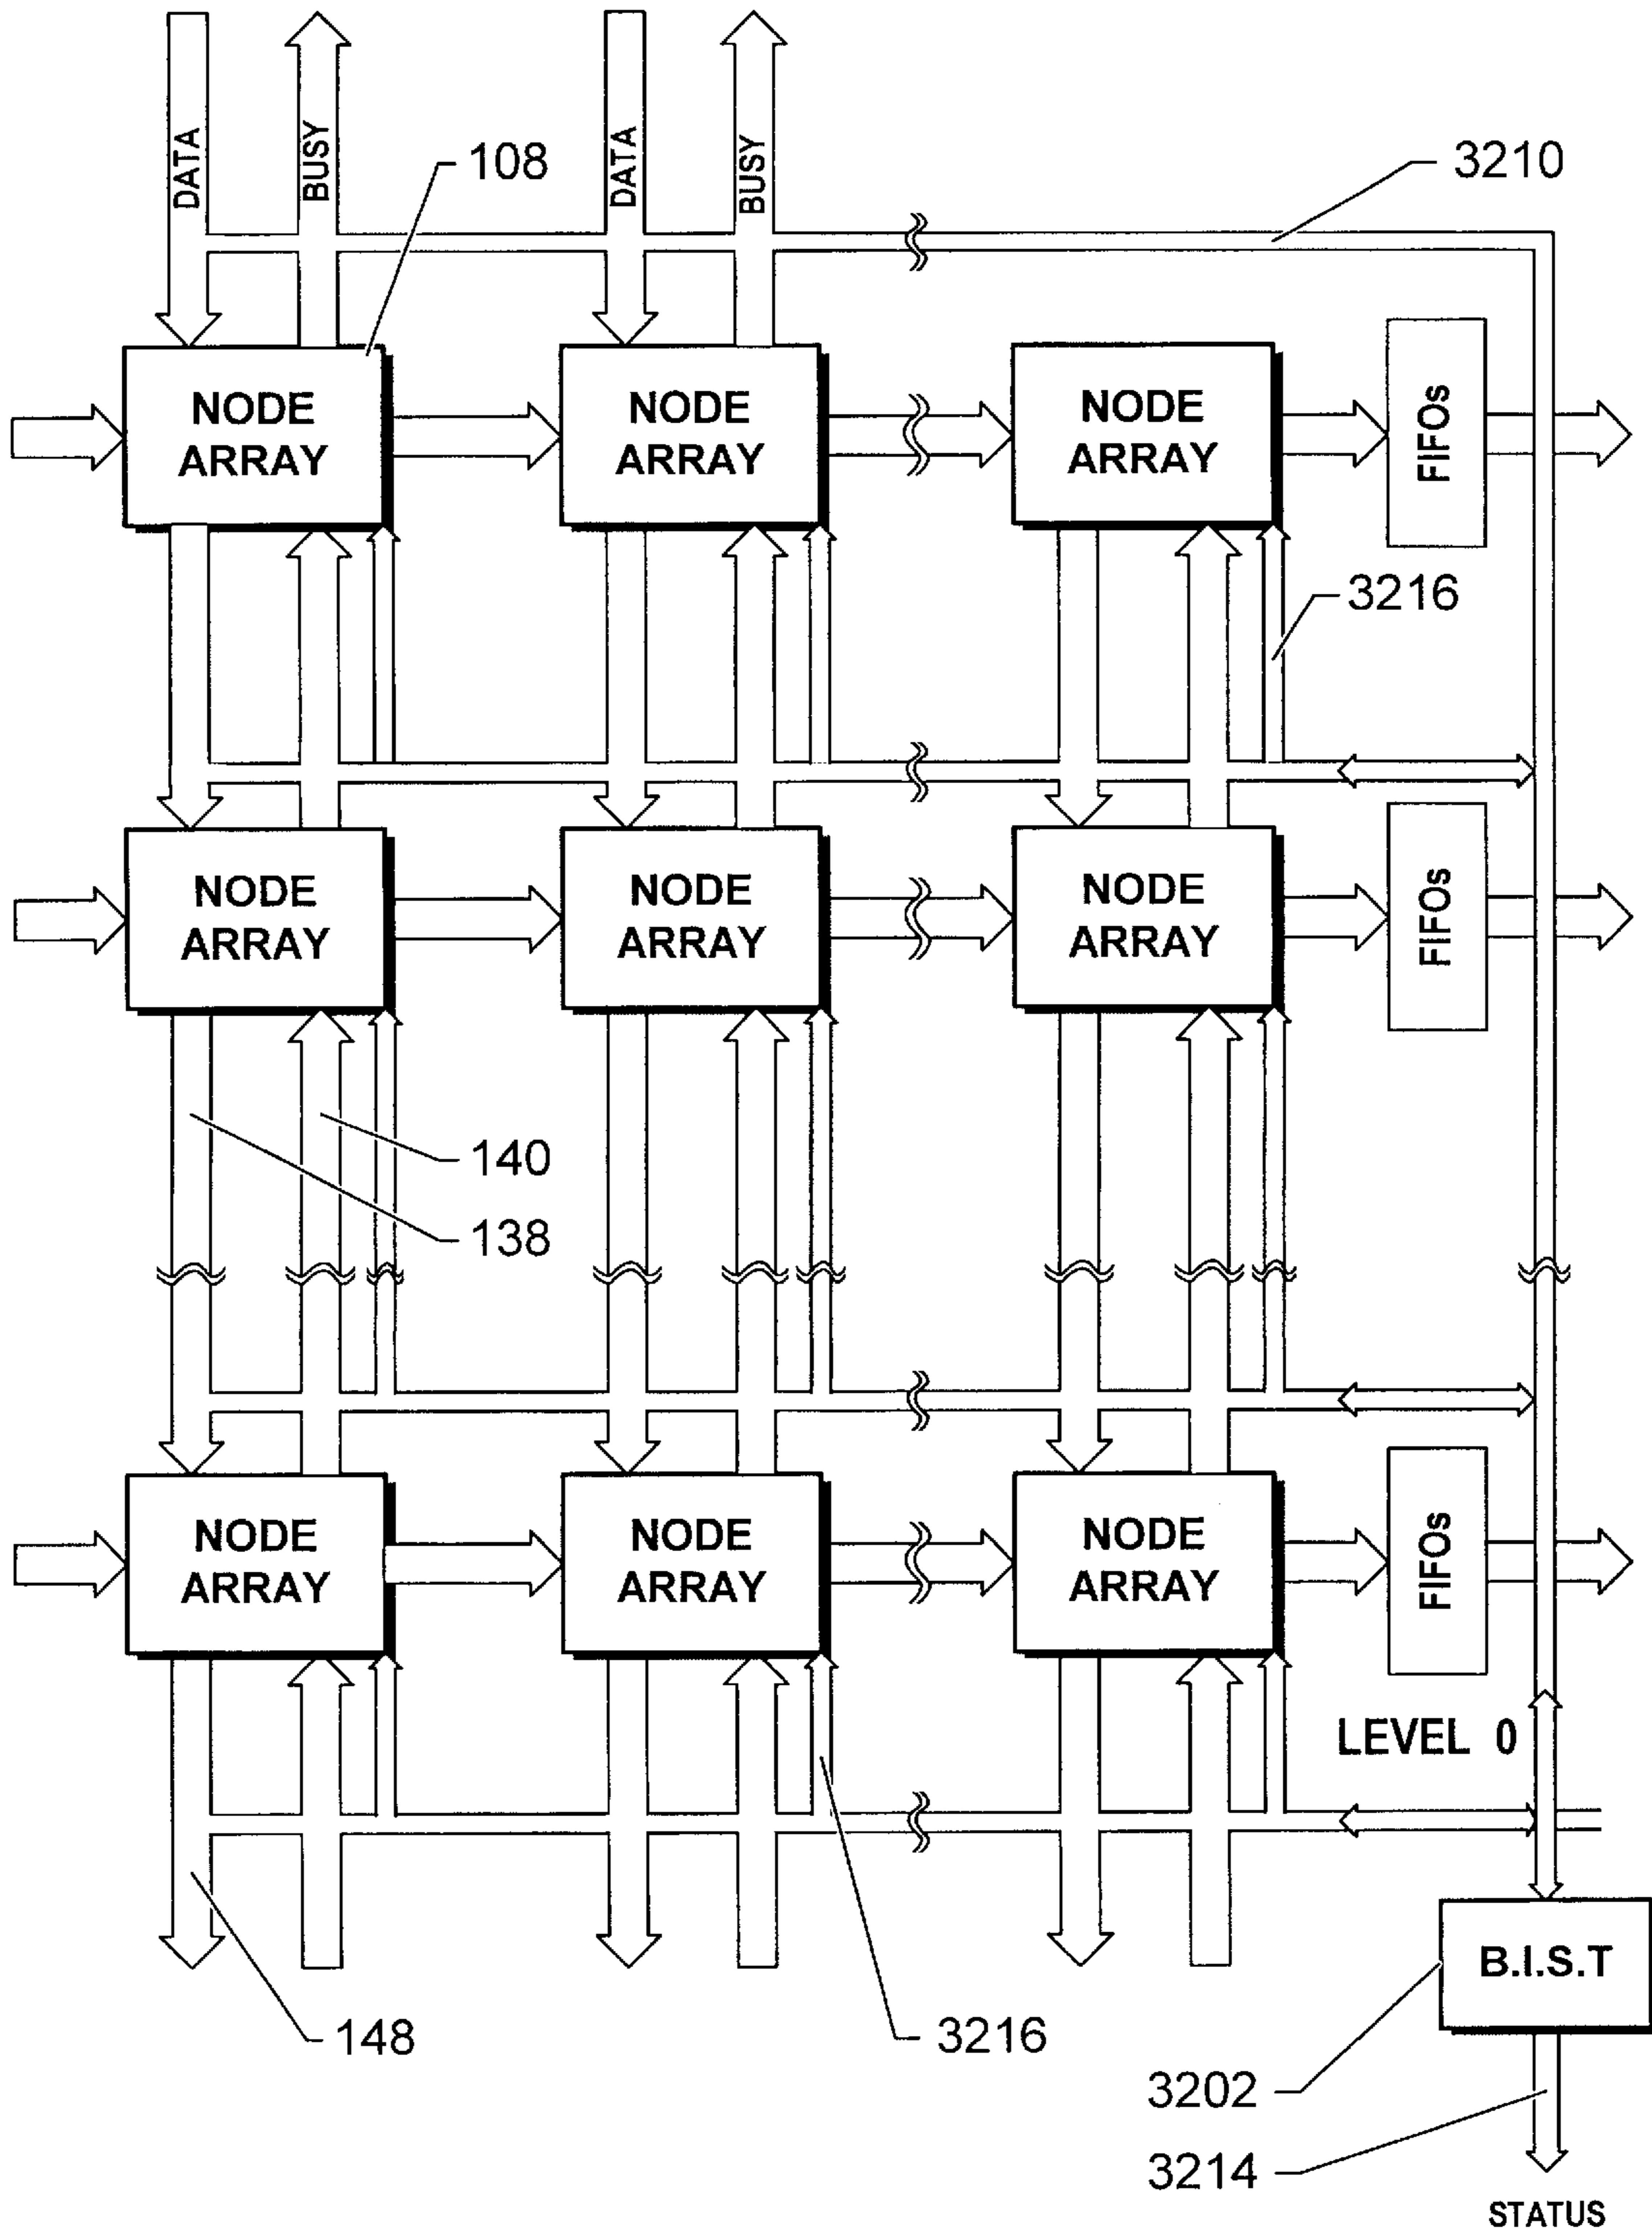 DATA
BUSY
DATA
BUSY
108
3210
NODE
ARRAY
NODE
ARRAY
NODE
ARRAY
FIFOs
3216
NODE
ARRAY
NODE
ARRAY
NODE
ARRAY
FIFOs
140
138
NODE
ARRAY
NODE
ARRAY
NODE
ARRAY
FIFOs
LEVEL 0
B.I.S.T
148
3216
3202
3214
STATUS